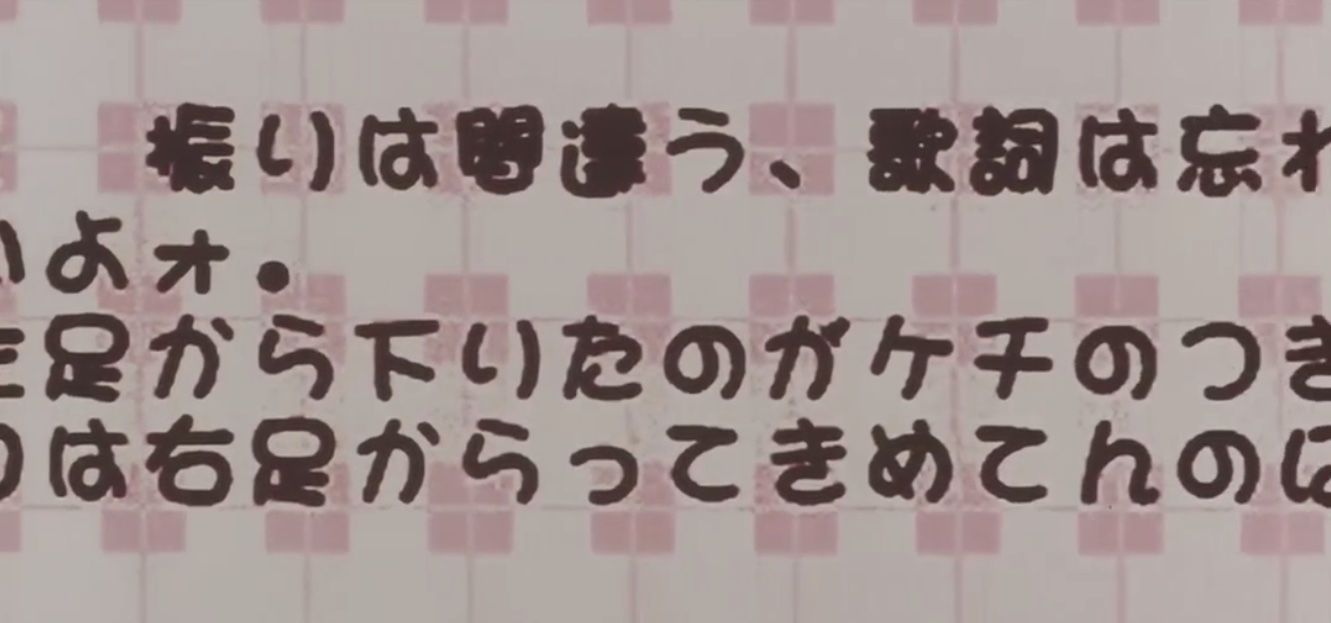 振りは間違う、歌詞は忘れ
いよォ.
左足から下りたのがケチのつき
りは右足からってきめてんのに